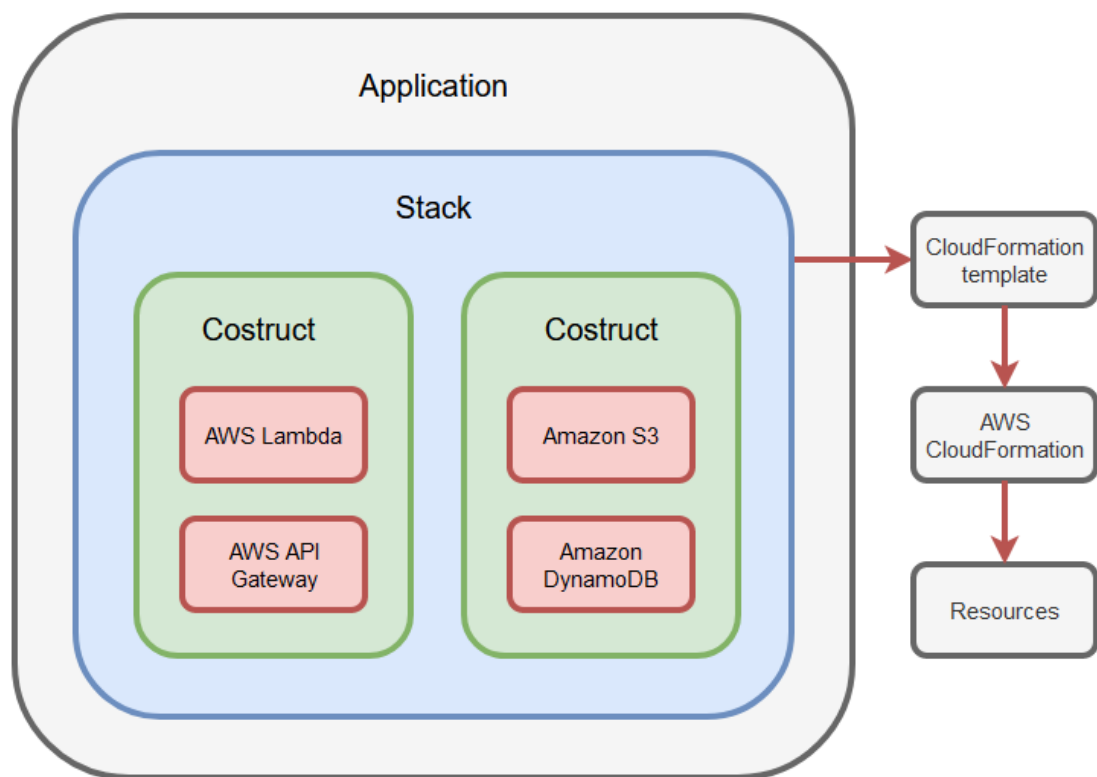 Application
Stack
Costruct
AWS Lambda
AWS API
Gateway
Costruct
Amazon S3
Amazon
DynamoDB
CloudFormation
template
AWS
CloudFormation
Resources